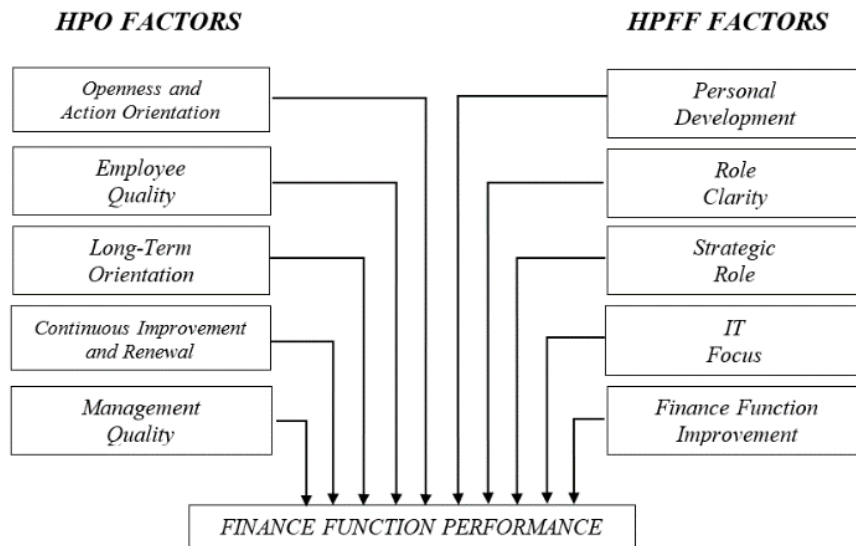 HPO FACTORS
Openness and
Action Orientation
Employee
Quality
Long-Term
Orientation
Continuous Improvement
and Renewal
Management
Quality
HPFF FACTORS
Personal
Development
Role
Clarity
Strategic
Role
IT
Focus
Finance Function
Improvement
FINANCE FUNCTION PERFORMANCE